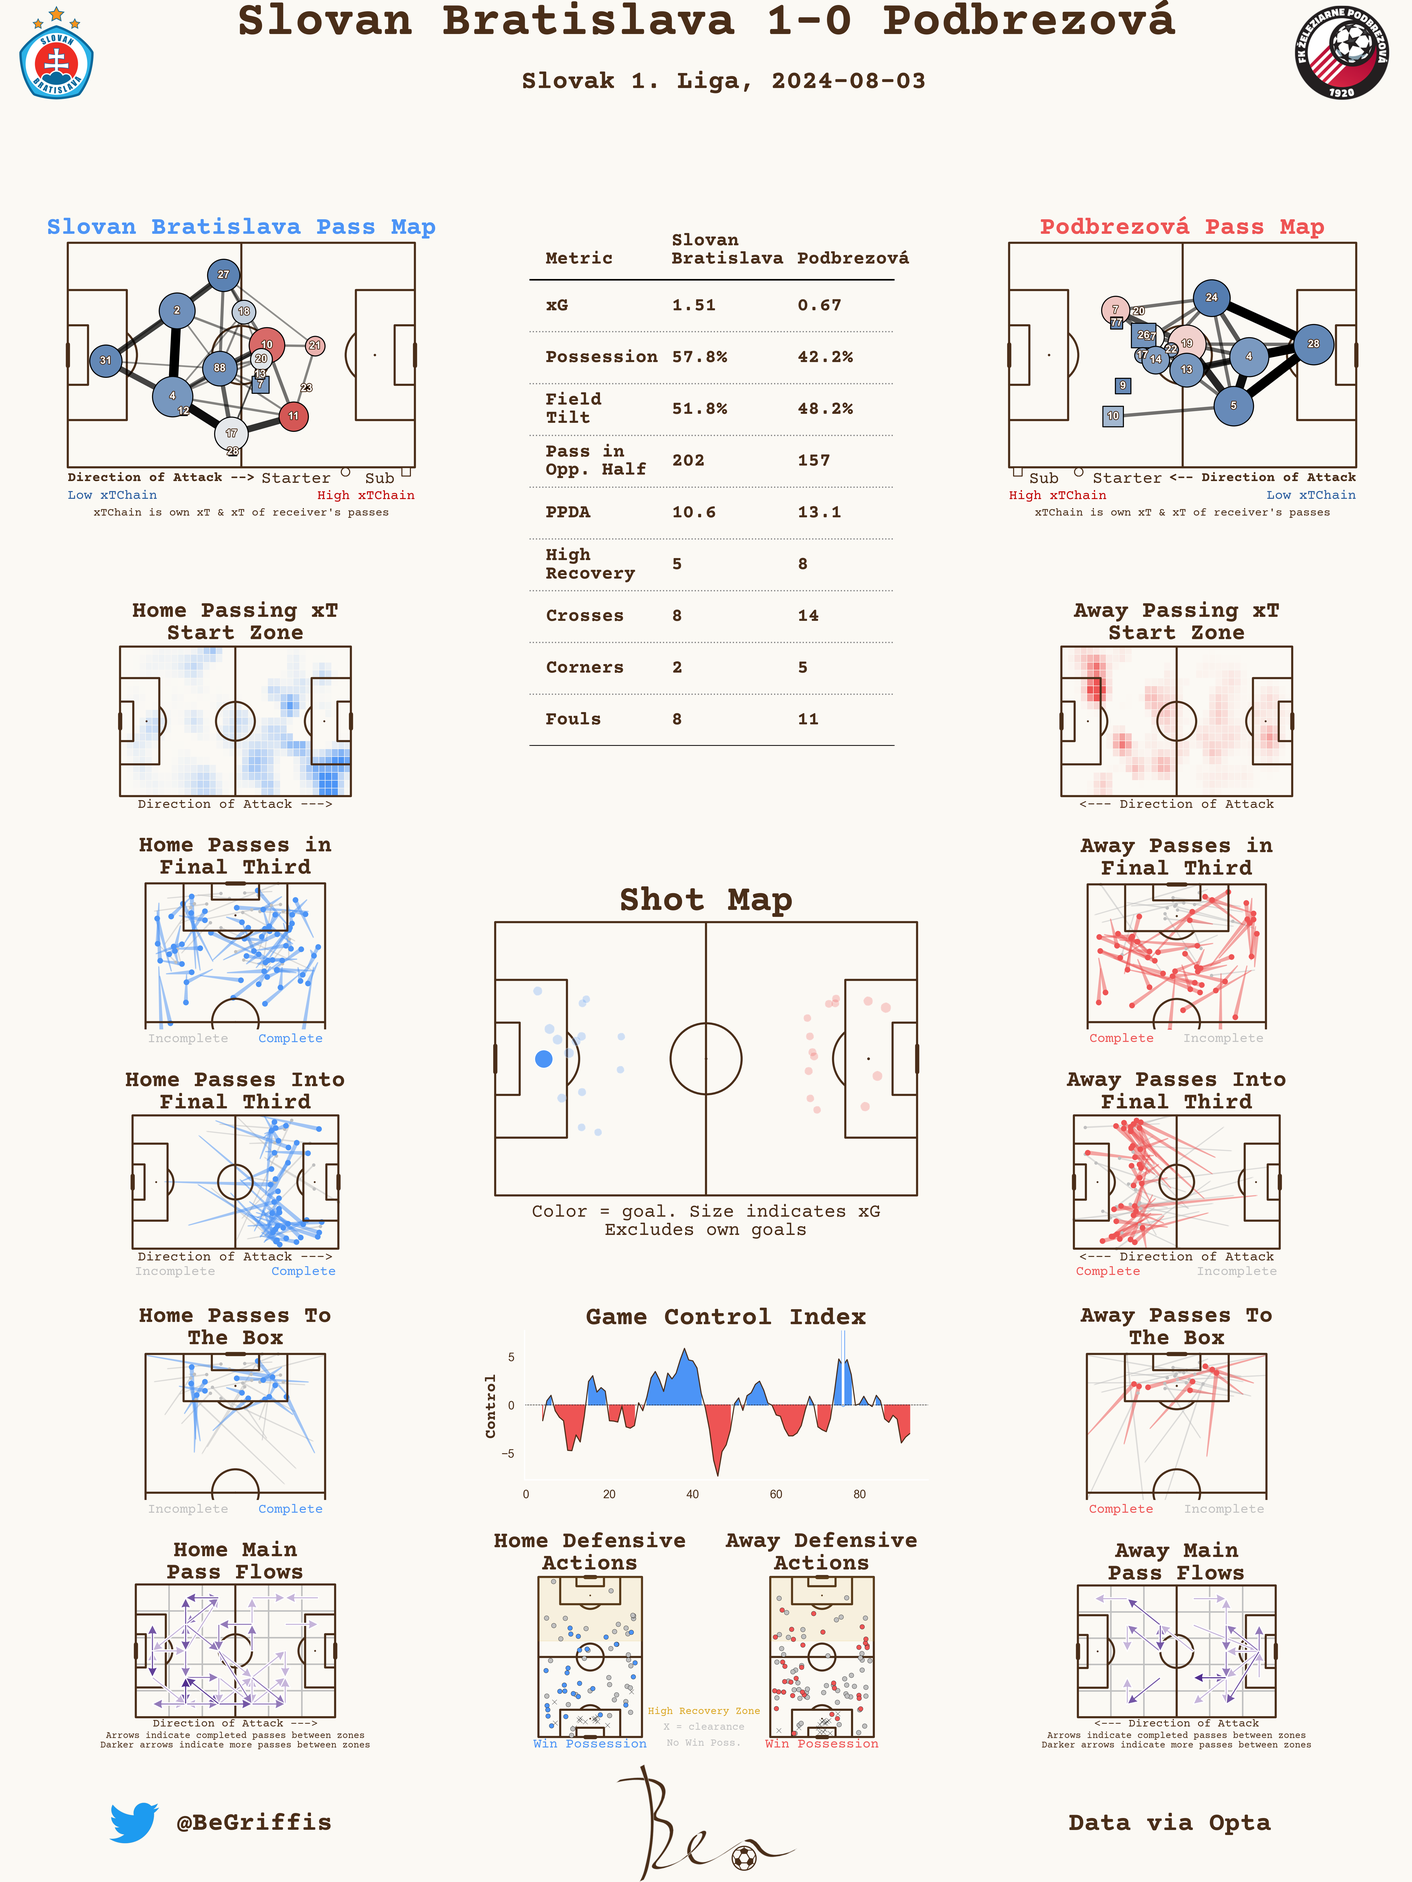 Slovan Bratislava 1-0 Podbrezová
Slovak 1. Liga, 2024-08-03
SLOVAN
BRATISLAVA
FK ŽELEZIARNE PODBREZOVÁ
1920
Slovan Bratislava Pass Map
27
2
18
10
21
31
20
88
13
7
23
4
12
11
17
28
Direction of Attack --> Starter Sub
Low xTChain High xTChain
xTChain is own xT & xT of receiver's passes
Metric Slovan Bratislava Podbrezová
xG 1.51 0.67
Possession 57.8% 42.2%
Field Tilt 51.8% 48.2%
Pass in Opp. Half 202 157
PPDA 10.6 13.1
High Recovery 5 8
Crosses 8 14
Corners 2 5
Fouls 8 11
Podbrezová Pass Map
24
7
20
77
26
19
28
22
17
14
4
13
9
5
10
Sub Starter <-- Direction of Attack
High xTChain Low xTChain
xTChain is own xT & xT of receiver's passes
Home Passing xT
Start Zone
Direction of Attack --->
Away Passing xT
Start Zone
<--- Direction of Attack
Home Passes in
Final Third
Incomplete Complete
Away Passes in
Final Third
Complete Incomplete
Shot Map
Color = goal. Size indicates xG
Excludes own goals
Home Passes Into
Final Third
Direction of Attack --->
Incomplete Complete
Away Passes Into
Final Third
<--- Direction of Attack
Complete Incomplete
Home Passes To
The Box
Incomplete Complete
Game Control Index
Control
5
0
−5
0 20 40 60 80
Away Passes To
The Box
Complete Incomplete
Home Main
Pass Flows
Direction of Attack --->
Arrows indicate completed passes between zones
Darker arrows indicate more passes between zones
Home Defensive
Actions
Win Possession
High Recovery Zone
X = clearance
No Win Poss.
Away Defensive
Actions
Win Possession
Away Main
Pass Flows
<--- Direction of Attack
Arrows indicate completed passes between zones
Darker arrows indicate more passes between zones
@BeGriffis
Ben
Data via Opta